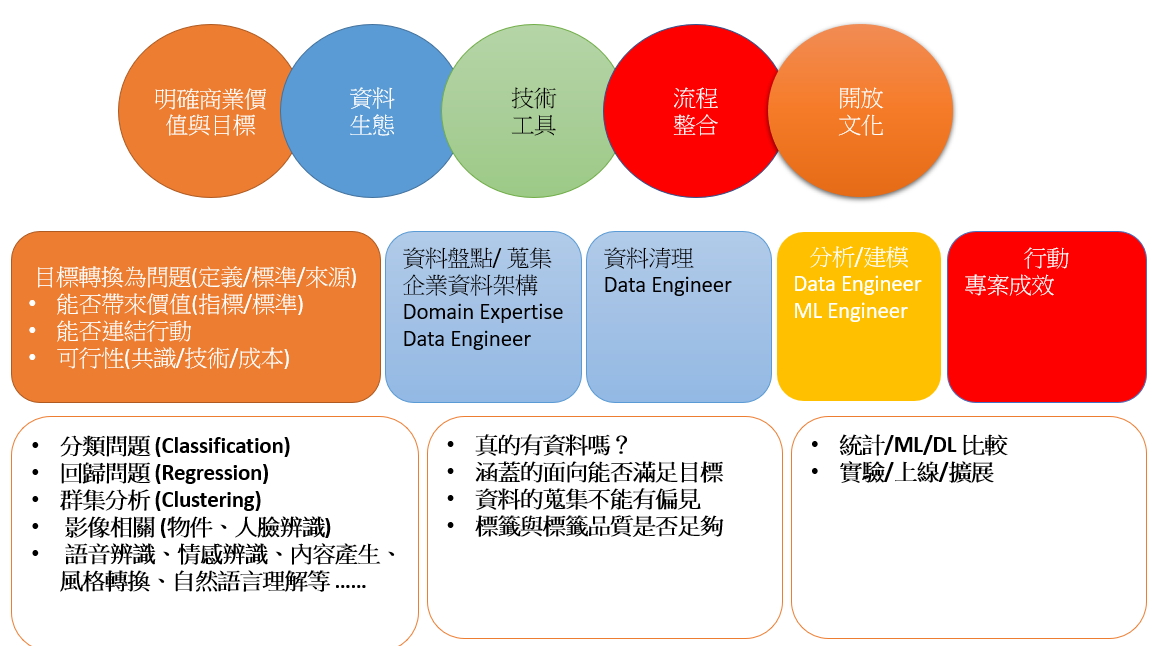 明確商業價
值與目標
資料
生態
技術
工具
流程
整合
開放
文化
目標轉換為問題(定義/標準/來源)
• 能否帶來價值(指標/標準)
• 能否連結行動
• 可行性(共識/技術/成本)
資料盤點/ 蒐集
企業資料架構
Domain Expertise
Data Engineer
資料清理
Data Engineer
分析/建模
Data Engineer
ML Engineer
行動
專案成效
• 分類問題 (Classification)
• 回歸問題 (Regression)
• 群集分析 (Clustering)
• 影像相關 (物件、人臉辨識)
• 語音辨識、情感辨識、內容產生、
風格轉換、自然語言理解等 ......
• 真的有資料嗎？
• 涵蓋的面向能否滿足目標
• 資料的蒐集不能有偏見
• 標籤與標籤品質是否足夠
• 統計/ML/DL 比較
• 實驗/上線/擴展